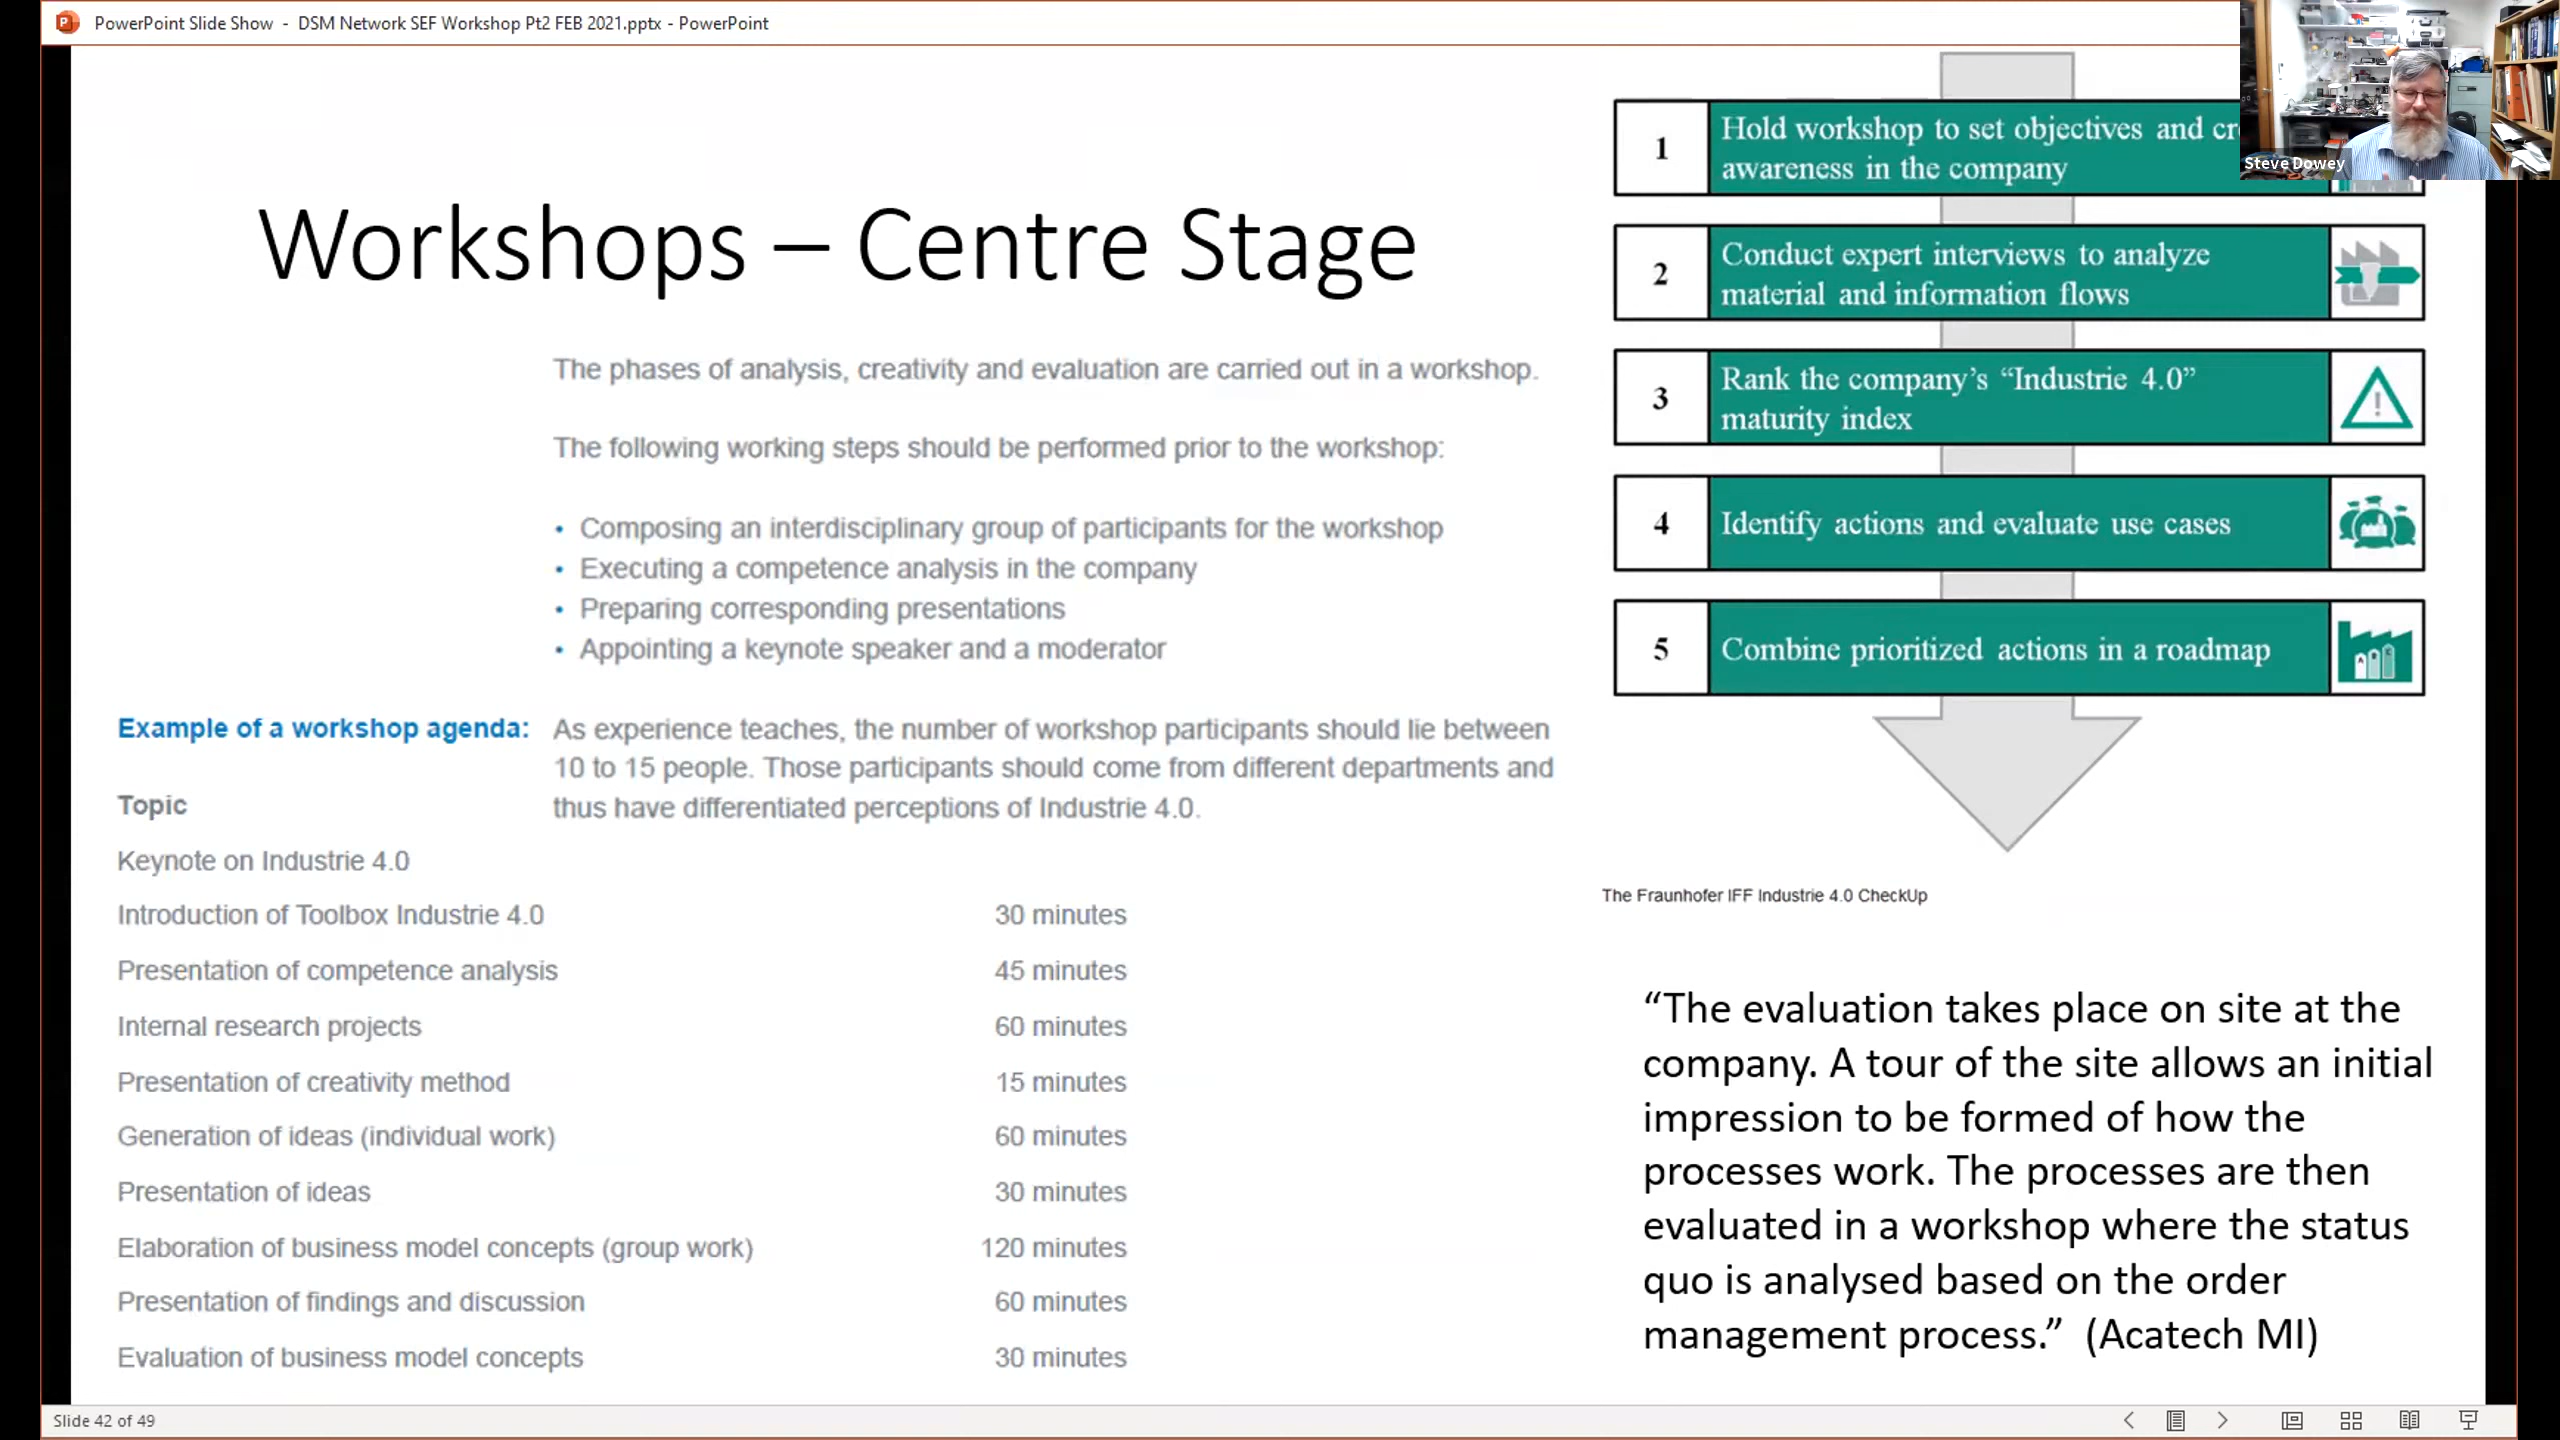 PowerPoint Slide Show - DSM Network SEF Workshop Pt2 FEB 2021.pptx - PowerPoint
Workshops – Centre Stage
The phases of analysis, creativity and evaluation are carried out in a workshop.
The following working steps should be performed prior to the workshop:
• Composing an interdisciplinary group of participants for the workshop
• Executing a competence analysis in the company
• Preparing corresponding presentations
• Appointing a keynote speaker and a moderator
As experience teaches, the number of workshop participants should lie between
10 to 15 people. Those participants should come from different departments and
thus have differentiated perceptions of Industrie 4.0.
Example of a workshop agenda:
Topic
Keynote on Industrie 4.0
Introduction of Toolbox Industrie 4.0 30 minutes
Presentation of competence analysis 45 minutes
Internal research projects 60 minutes
Presentation of creativity method 15 minutes
Generation of ideas (individual work) 60 minutes
Presentation of ideas 30 minutes
Elaboration of business model concepts (group work) 120 minutes
Presentation of findings and discussion 60 minutes
Evaluation of business model concepts 30 minutes
1 Hold workshop to set objectives and
awareness in the company
2 Conduct expert interviews to analyze
material and information flows
3 Rank the company’s “Industrie 4.0”
maturity index
4 Identify actions and evaluate use cases
5 Combine prioritized actions in a roadmap
The Fraunhofer IFF Industrie 4.0 CheckUp
“The evaluation takes place on site at the
company. A tour of the site allows an initial
impression to be formed of how the
processes work. The processes are then
evaluated in a workshop where the status
quo is analysed based on the order
management process.” (Acatech MI)
Steve Dowey
Slide 42 of 49